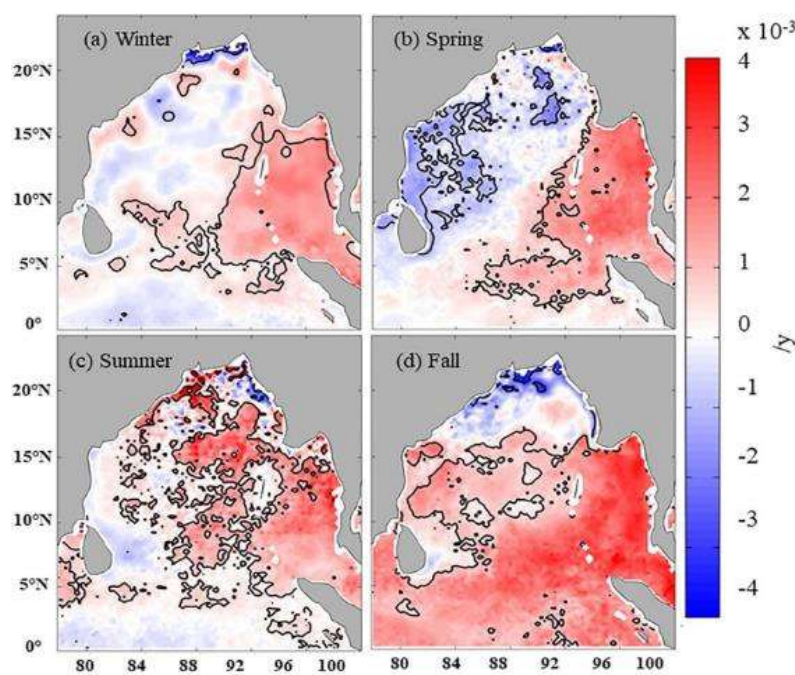 x 10-3
(a) Winter
(b) Spring
20°N
15°N
10°N
5°N
0°
4
3
2
1
0
-1
-2
-3
-4
/y
(c) Summer
(d) Fall
20°N
15°N
10°N
5°N
0°
80 84 88 92 96 100
80 84 88 92 96 100